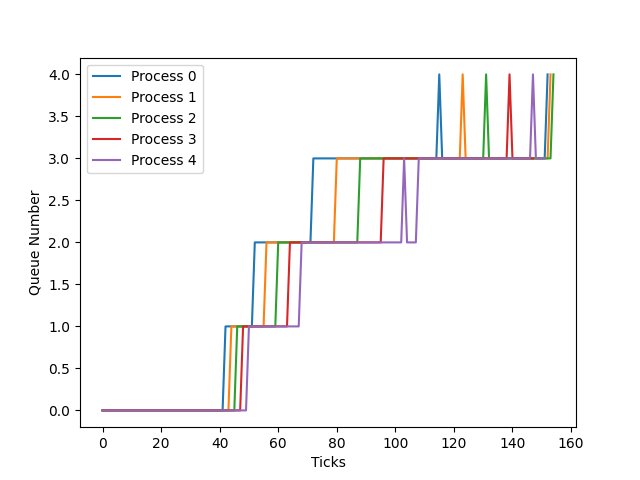 Process 0
Process 1
Process 2
Process 3
Process 4
4.0
3.5
3.0
2.5
2.0
1.5
1.0
0.5
0.0
Queue Number
0 20 40 60 80 100 120 140 160
Ticks